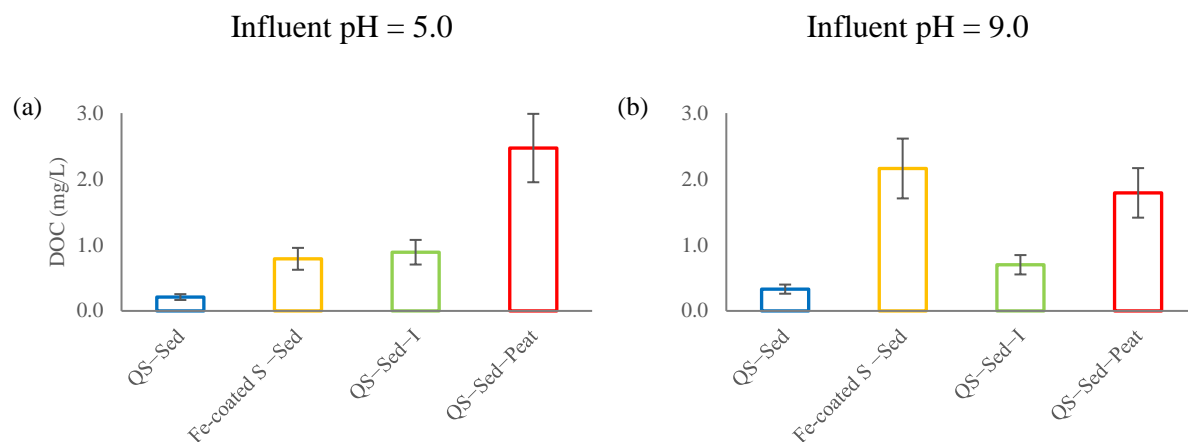 Influent pH = 5.0
Influent pH = 9.0
(a)
DOC (mg/L)
3.0
2.0
1.0
0.0
QS−Sed
Fe-coated S −Sed
QS−Sed−I
QS−Sed−Peat
(b)
3.0
2.0
1.0
0.0
QS−Sed
Fe-coated S −Sed
QS−Sed−I
QS−Sed−Peat